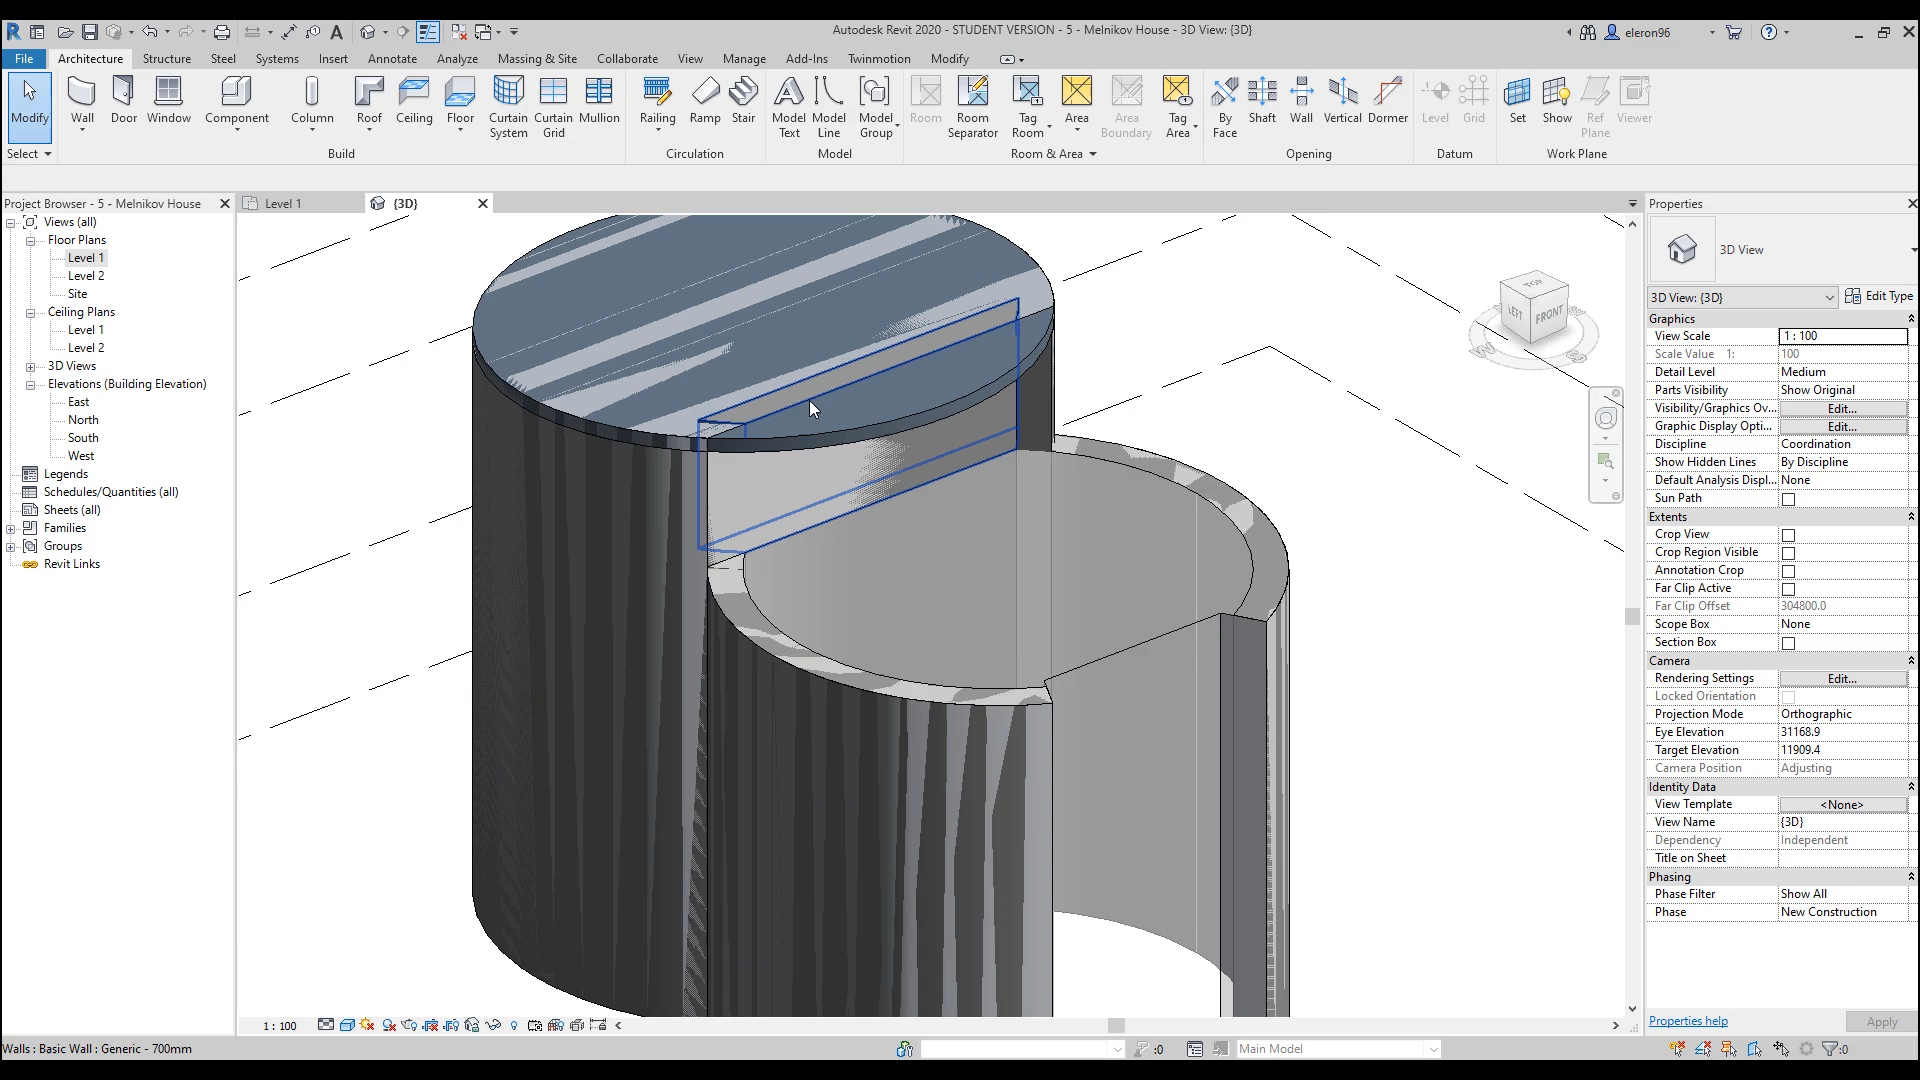 Autodesk Revit 2020 - STUDENT VERSION - 5 - Melnikov House - 3D View: {3D}
eleron96
File Architecture Structure Steel Systems Insert Annotate Analyze Massing & Site Collaborate View Manage Add-Ins Twinmotion Modify
Modify Wall Door Window Component Column Roof Ceiling Floor Curtain System Curtain Grid Mullion Railing Ramp Stair Model Text Model Line Model Group Room Room Separator Tag Room Area Area Boundary Tag Area By Face Shaft Wall Vertical Dormer Level Grid Set Show Ref Plane Viewer
Select Build Circulation Model Room & Area Opening Datum Work Plane
Project Browser - 5 - Melnikov House
Views (all)
Floor Plans
Level 1
Level 2
Site
Ceiling Plans
Level 1
Level 2
3D Views
Elevations (Building Elevation)
East
North
South
West
Legends
Schedules/Quantities (all)
Sheets (all)
Families
Groups
Revit Links
Level 1 {3D}
TOP
LEFT FRONT
W S
1 : 100
Properties
3D View
3D View: {3D} Edit Type
Graphics
View Scale 1 : 100
Scale Value 1: 100
Detail Level Medium
Parts Visibility Show Original
Visibility/Graphics Ov... Edit...
Graphic Display Opti... Edit...
Discipline Coordination
Show Hidden Lines By Discipline
Default Analysis Displ... None
Sun Path
Extents
Crop View
Crop Region Visible
Annotation Crop
Far Clip Active
Far Clip Offset 304800.0
Scope Box None
Section Box
Camera
Rendering Settings Edit...
Locked Orientation
Projection Mode Orthographic
Eye Elevation 31168.9
Target Elevation 11909.4
Camera Position Adjusting
Identity Data
View Template <None>
View Name {3D}
Dependency Independent
Title on Sheet
Phasing
Phase Filter Show All
Phase New Construction
Properties help Apply
Walls : Basic Wall : Generic - 700mm
:0 Main Model :0